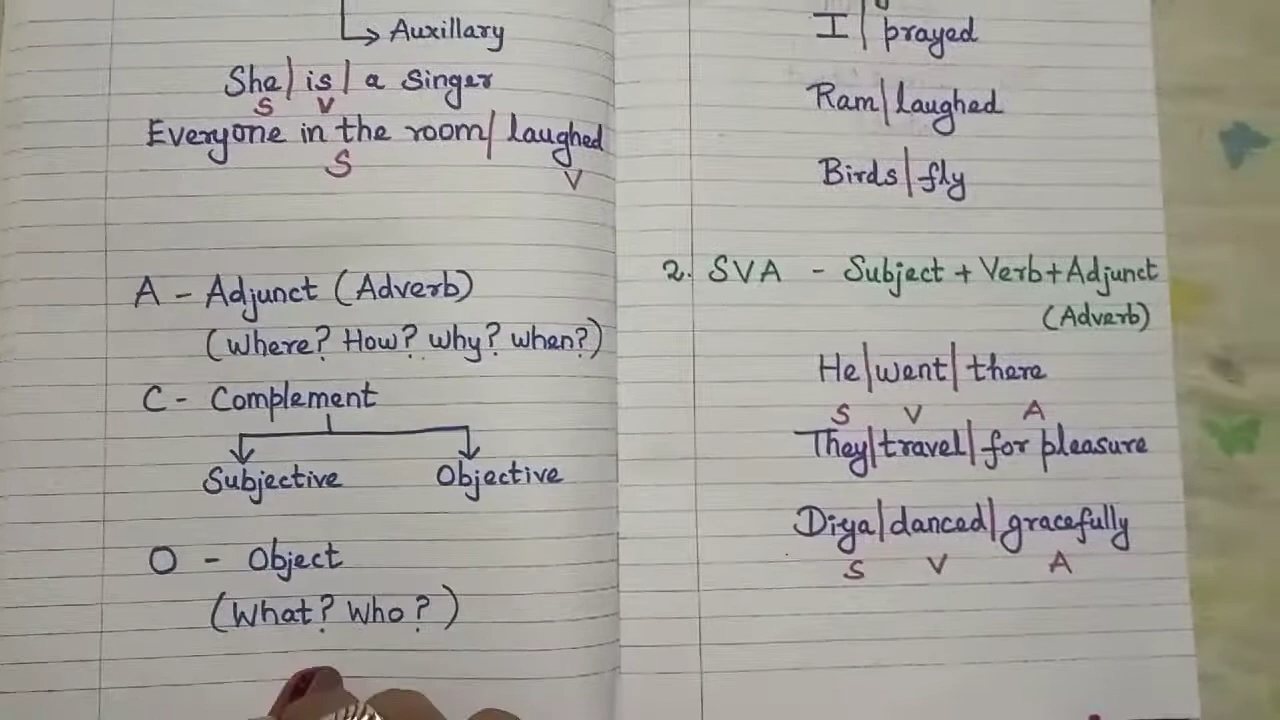 Auxillary
She| is| a singer
S V
Everyone in the room| laughed
S
V
A - Adjunct (Adverb)
(Where? How? Why? When?)
C - Complement
Subjective Objective
O - Object
(What? Who?)
I| prayed
Ram| laughed
Birds| fly
2. SVA - Subject + Verb + Adjunct
(Adverb)
He| went| there
S V A
They| travel| for pleasure
Diya| danced| gracefully
S V A